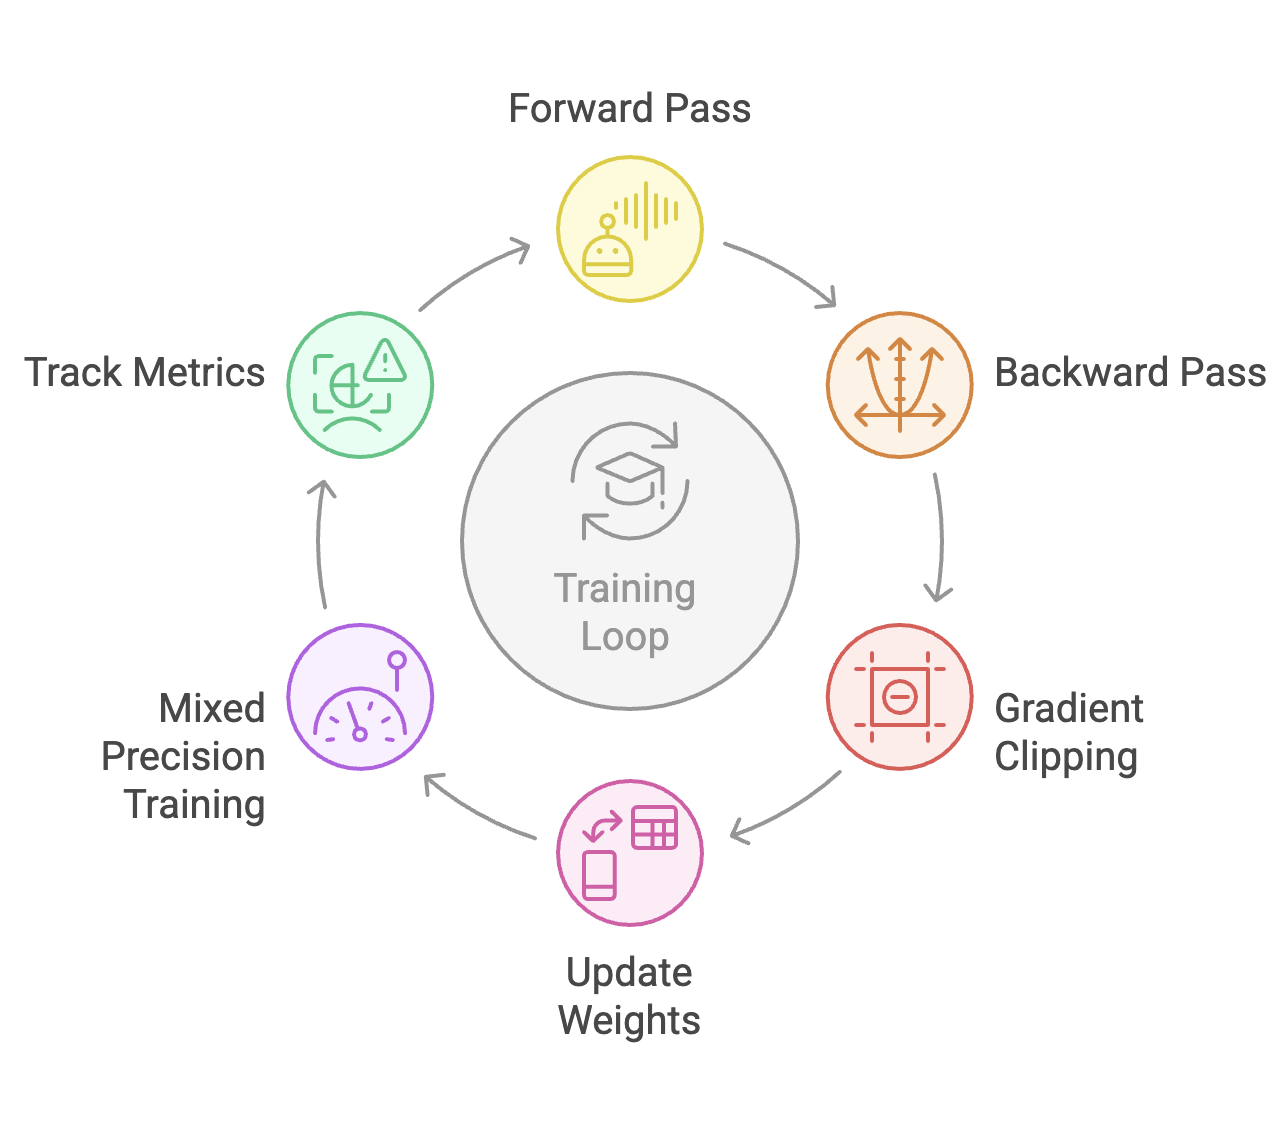 Forward Pass
Track Metrics
Backward Pass
Training
Loop
Mixed
Precision
Training
Gradient
Clipping
Update
Weights